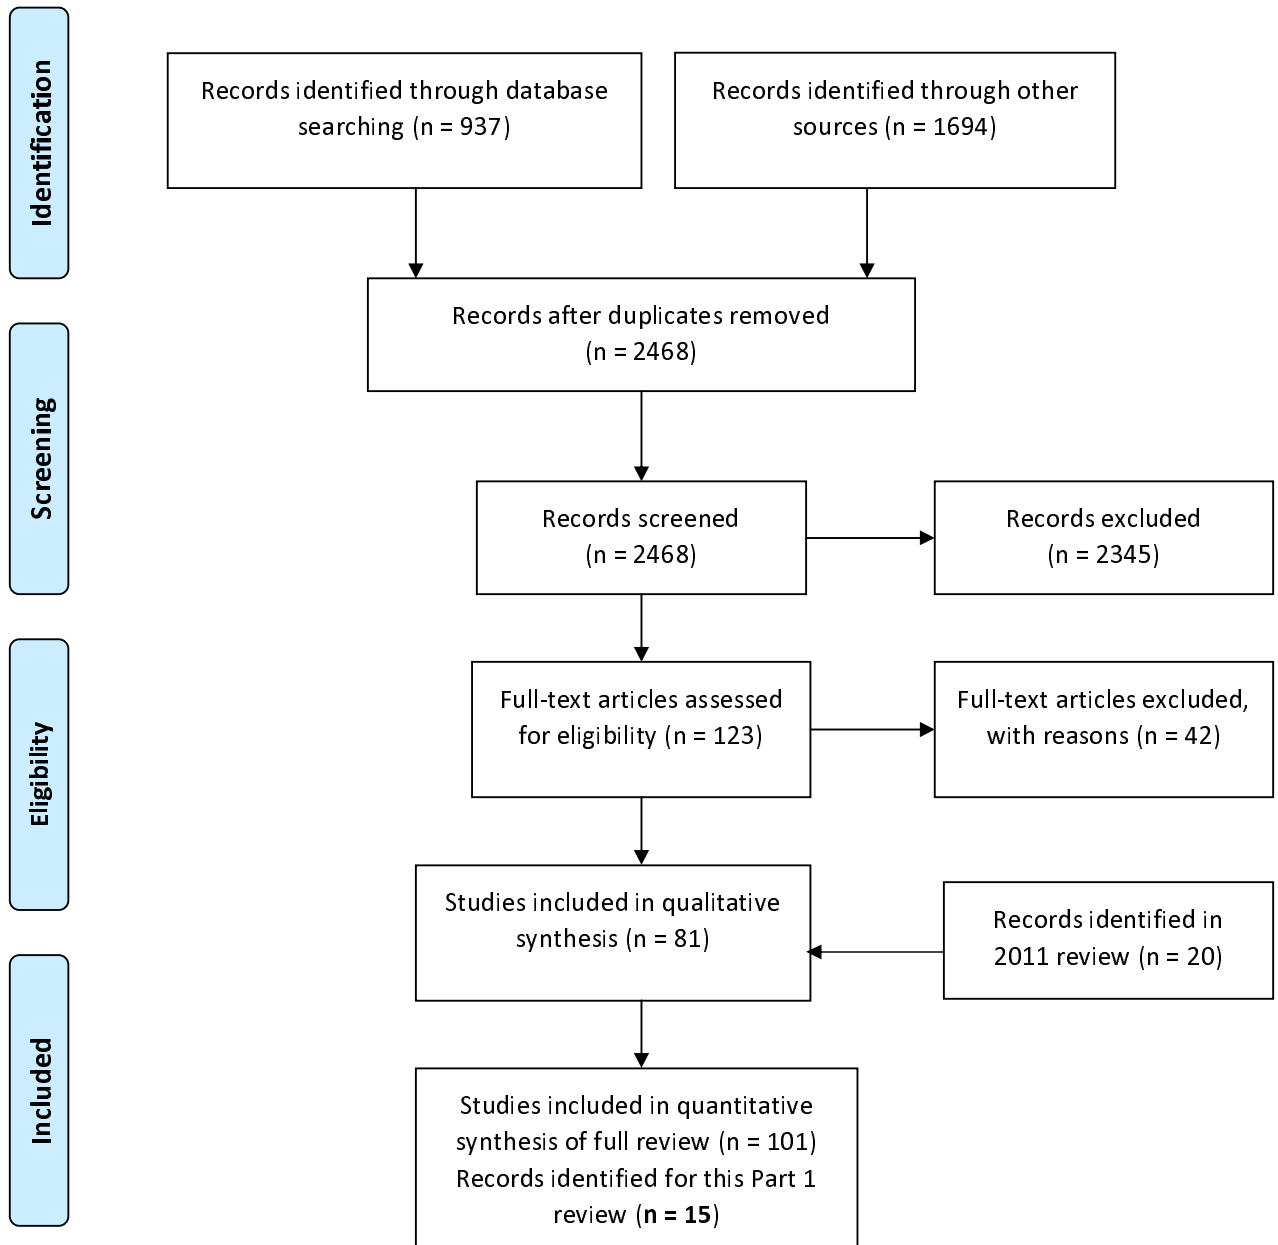 Identification
Records identified through database
searching (n = 937)
Records identified through other
sources (n = 1694)
Records after duplicates removed
(n = 2468)
Screening
Records screened
(n = 2468)
Records excluded
(n = 2345)
Eligibility
Full-text articles assessed
for eligibility (n = 123)
Full-text articles excluded,
with reasons (n = 42)
Studies included in qualitative
synthesis (n = 81)
Records identified in
2011 review (n = 20)
Included
Studies included in quantitative
synthesis of full review (n = 101)
Records identified for this Part 1
review (n = 15)